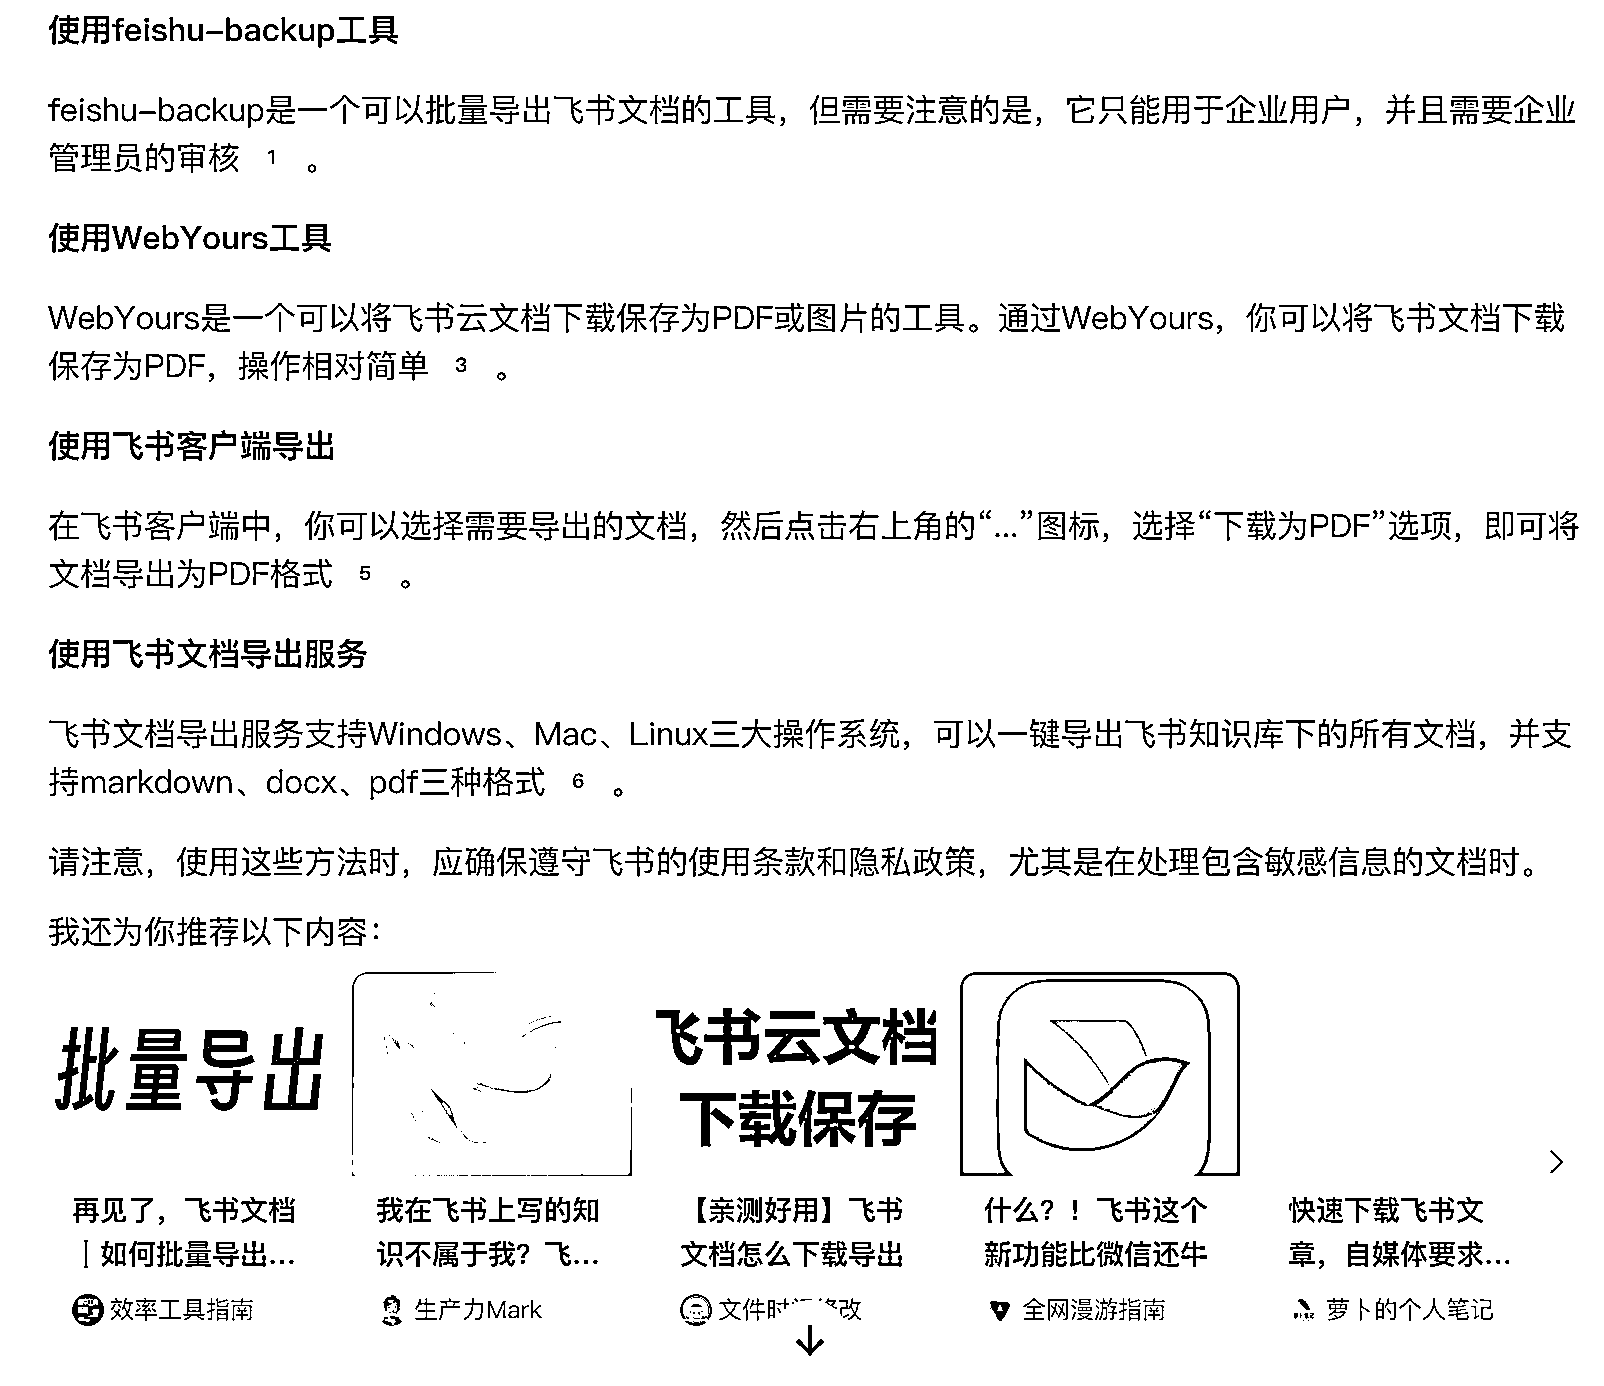 使用feishu-backup工具
feishu-backup是一个可以批量导出飞书文档的工具，但需要注意的是，它只能用于企业用户，并且需要企业
管理员的审核 1 。
使用WebYours工具
WebYours是一个可以将飞书云文档下载保存为PDF或图片的工具。通过WebYours，你可以将飞书文档下载
保存为PDF，操作相对简单 3 。
使用飞书客户端导出
在飞书客户端中，你可以选择需要导出的文档，然后点击右上角的“...”图标，选择“下载为PDF”选项，即可将
文档导出为PDF格式 5 。
使用飞书文档导出服务
飞书文档导出服务支持Windows、Mac、Linux三大操作系统，可以一键导出飞书知识库下的所有文档，并支
持markdown、docx、pdf三种格式 6 。
请注意，使用这些方法时，应确保遵守飞书的使用条款和隐私政策，尤其是在处理包含敏感信息的文档时。
我还为你推荐以下内容：
批量导出
再见了，飞书文档
｜如何批量导出...
效率工具指南
我在飞书上写的知
识不属于我？飞...
生产力Mark
飞书云文档
下载保存
【亲测好用】飞书
文档怎么下载导出
文件时 修改
什么？！飞书这个
新功能比微信还牛
全网漫游指南
快速下载飞书文
章，自媒体要求...
萝卜的个人笔记